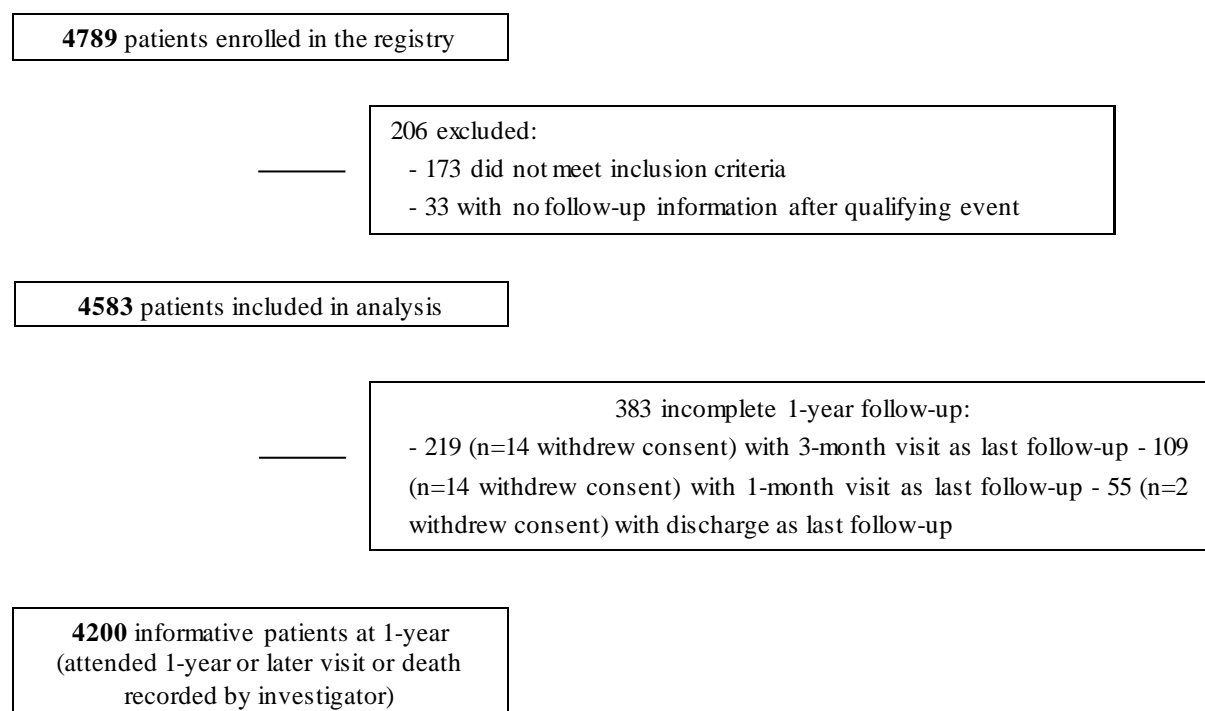 4789 patients enrolled in the registry
206 excluded:
- 173 did not meet inclusion criteria
- 33 with no follow-up information after qualifying event
4583 patients included in analysis
383 incomplete 1-year follow-up:
- 219 (n=14 withdrew consent) with 3-month visit as last follow-up - 109
(n=14 withdrew consent) with 1-month visit as last follow-up - 55 (n=2
withdrew consent) with discharge as last follow-up
4200 informative patients at 1-year
(attended 1-year or later visit or death
recorded by investigator)